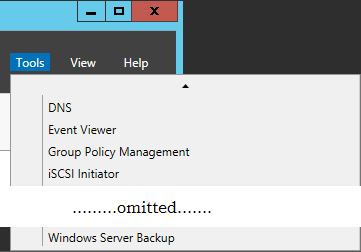 Tools View Help
DNS
Event Viewer
Group Policy Management
iSCSI Initiator
.........omitted.......
Windows Server Backup